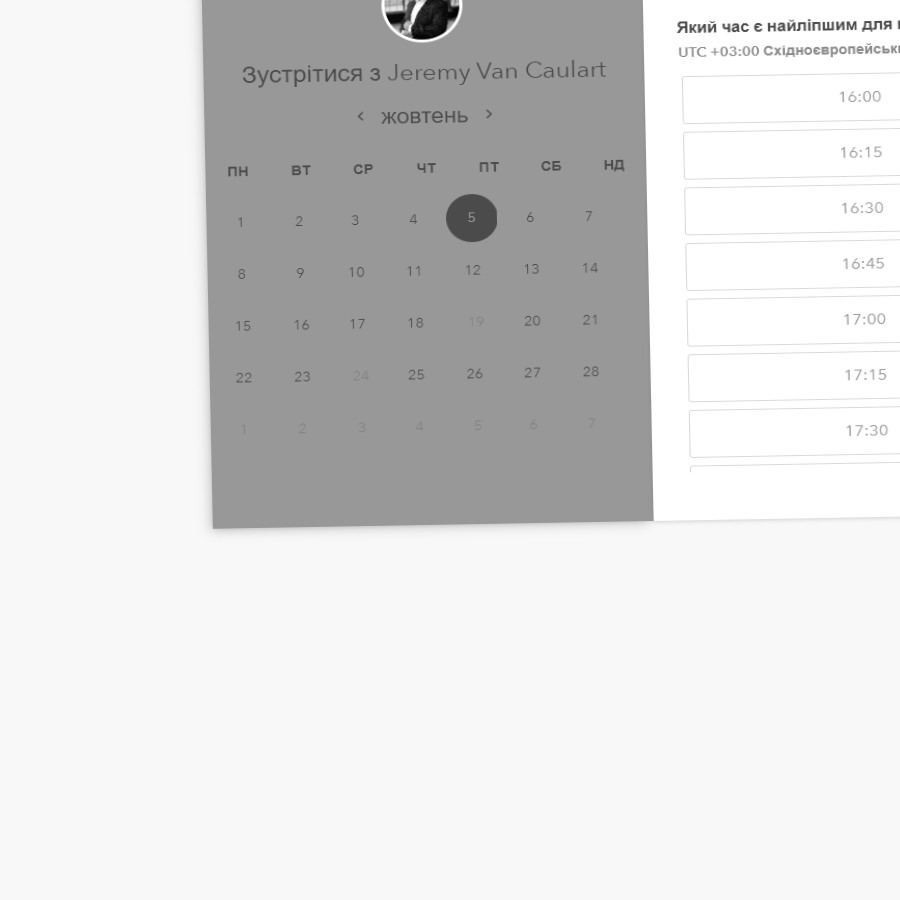 Зустрітися з Jeremy Van Caulart
‹ жовтень ›
ПН ВТ СР ЧТ ПТ СБ НД
1 2 3 4 5 6 7
8 9 10 11 12 13 14
15 16 17 18 19 20 21
22 23 24 25 26 27 28
1 2 3 4 5 6 7
Який час є найліпшим для
UTC +03:00
16:00
16:15
16:30
16:45
17:00
17:15
17:30